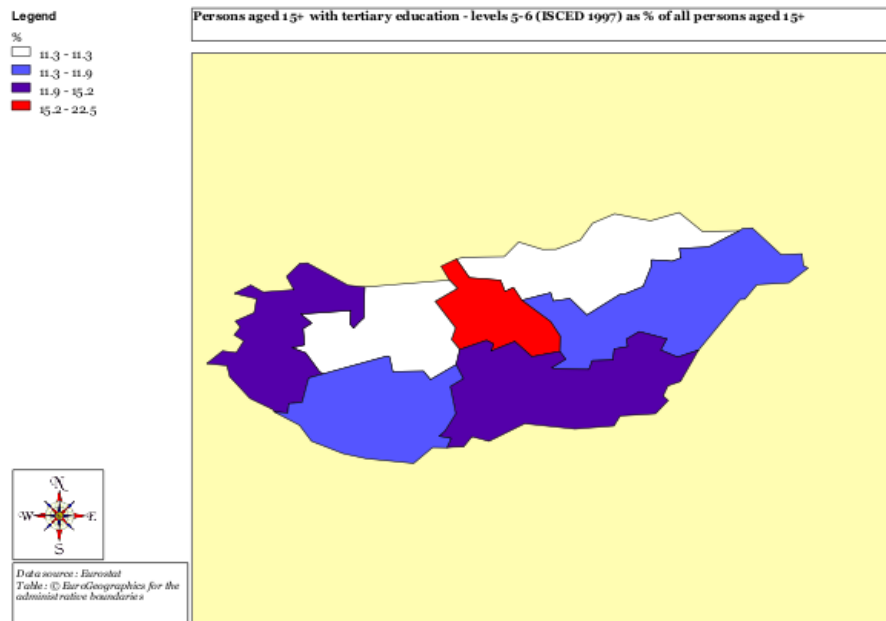 Legend
%
11.3 - 11.3
11.3 - 11.9
11.9 - 15.2
15.2 - 22.5
Persons aged 15+ with tertiary education - levels 5-6 (ISCED 1997) as % of all persons aged 15+
N
W E
S
Data source : Eurostat
Table : © EuroGeographics for the
administrative boundaries